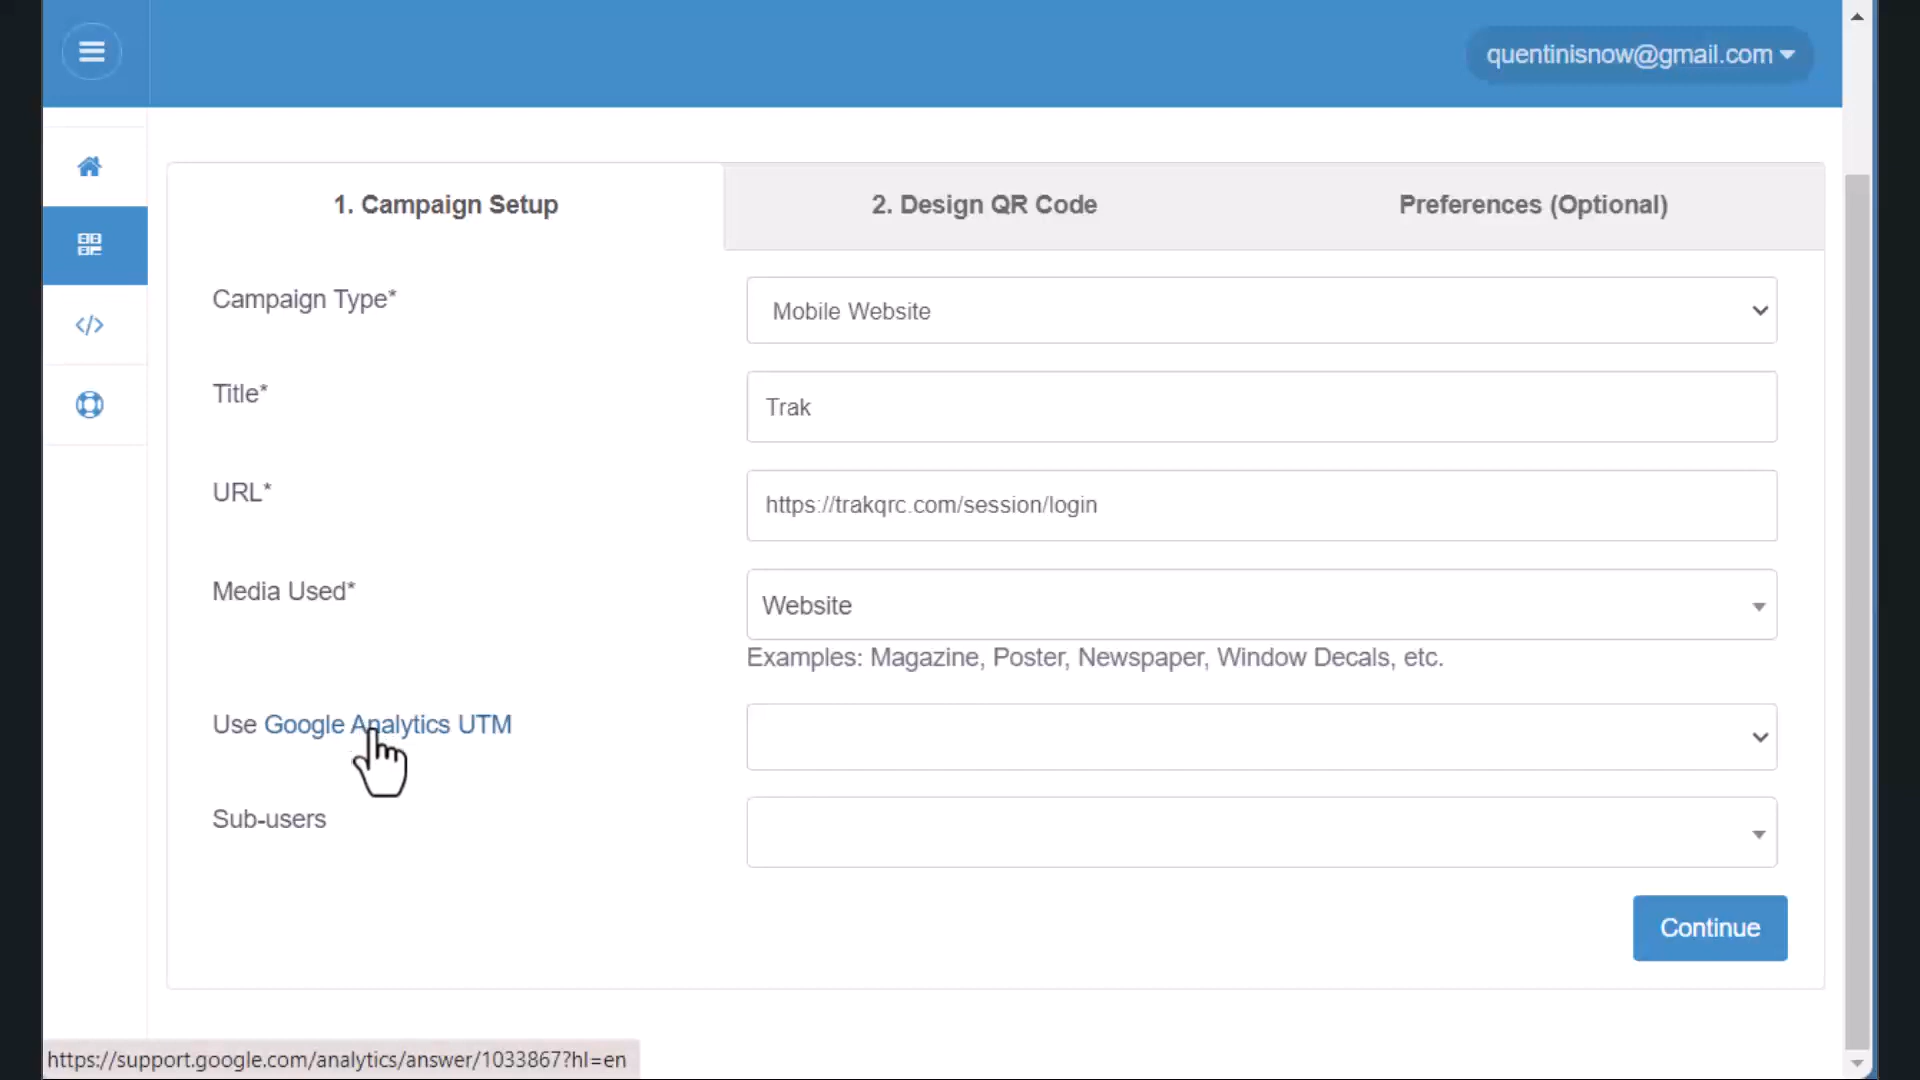 quentinisnow@gmail.com
1. Campaign Setup
2. Design QR Code
Preferences (Optional)
Campaign Type*
Mobile Website
Title*
Trak
URL*
https://trakqrc.com/session/login
Media Used*
Website
Examples: Magazine, Poster, Newspaper, Window Decals, etc.
Use Google Analytics UTM
Sub-users
Continue
https://support.google.com/analytics/answer/1033867?hl=en